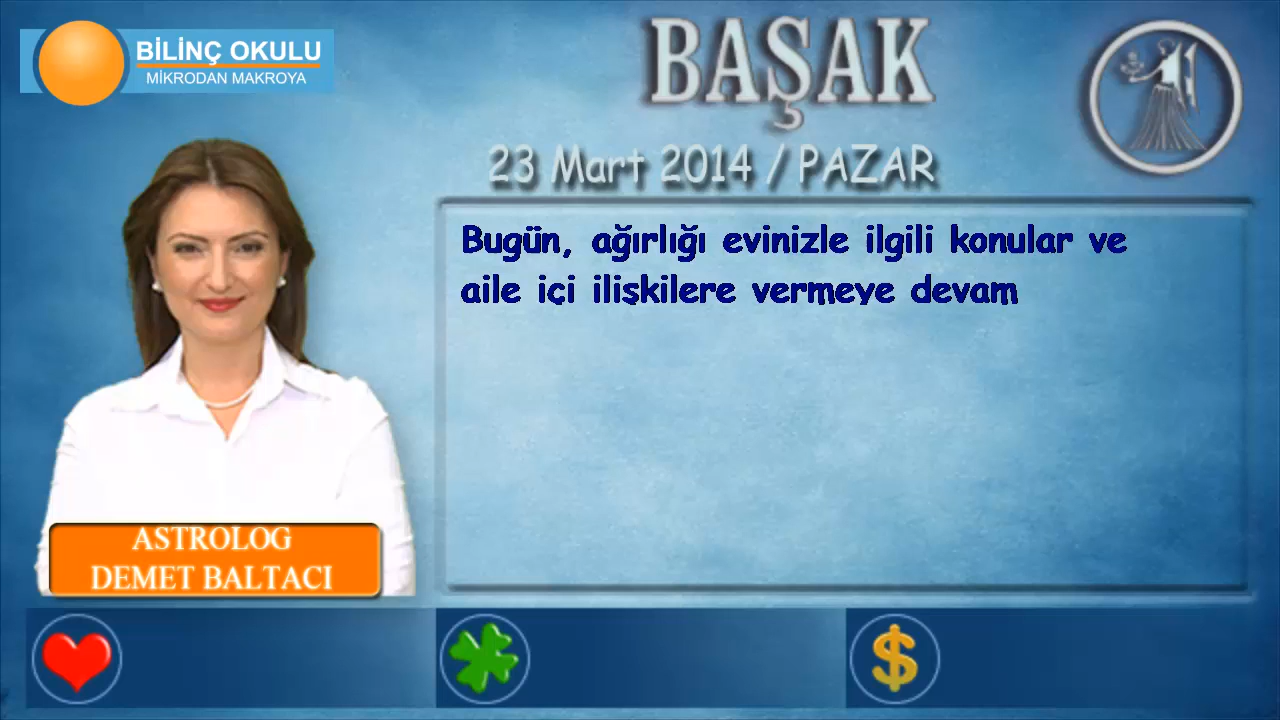 BİLİNÇ OKULU
MİKRODAN MAKROYA
BAŞAK
23 Mart 2014 / PAZAR
Bugün, ağırlığı evinizle ilgili konular ve
aile içi ilişkilere vermeye devam
ASTROLOG
DEMET BALTACI
$